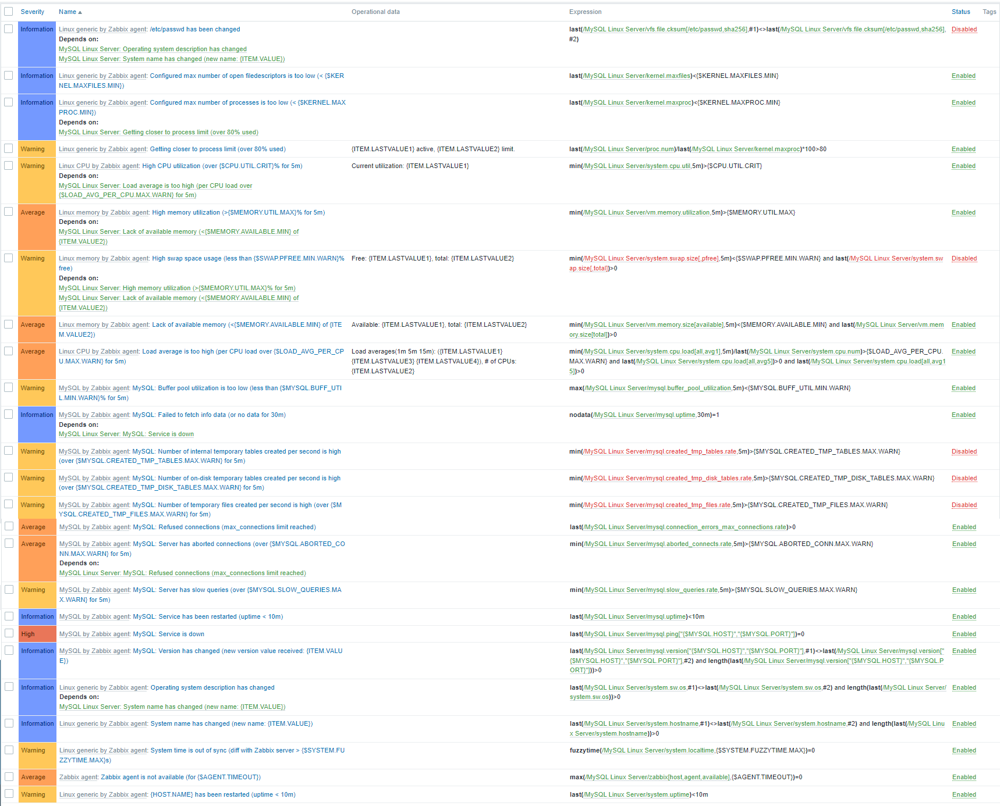 Severity Name ▲ Operational data Expression Status Tags
Information Linux generic by Zabbix agent: /etc/passwd has been changed last(/MySQL Linux Server/vfs.file.cksum[/etc/passwd,sha256],#1)<>last(/MySQL Linux Server/vfs.file.cksum[/etc/passwd,sha256], Disabled
Depends on: #2)
MySQL Linux Server: Operating system description has changed
MySQL Linux Server: System name has changed (new name: {ITEM.VALUE})
Information Linux generic by Zabbix agent: Configured max number of open filedescriptors is too low (< {$KER last(/MySQL Linux Server/kernel.maxfiles)<{$KERNEL.MAXFILES.MIN} Enabled
NEL.MAXFILES.MIN})
Information Linux generic by Zabbix agent: Configured max number of processes is too low (< {$KERNEL.MAX last(/MySQL Linux Server/kernel.maxproc)<{$KERNEL.MAXPROC.MIN} Enabled
PROC.MIN})
Depends on:
MySQL Linux Server: Getting closer to process limit (over 80% used)
Warning Linux generic by Zabbix agent: Getting closer to process limit (over 80% used) {ITEM.LASTVALUE1} active, {ITEM.LASTVALUE2} limit. last(/MySQL Linux Server/proc.num)/last(/MySQL Linux Server/kernel.maxproc)*100>80 Enabled
Warning Linux CPU by Zabbix agent: High CPU utilization (over {$CPU.UTIL.CRIT}% for 5m) Current utilization: {ITEM.LASTVALUE1} min(/MySQL Linux Server/system.cpu.util,5m)>{$CPU.UTIL.CRIT} Enabled
Depends on:
MySQL Linux Server: Load average is too high (per CPU load over
{$LOAD_AVG_PER_CPU.MAX.WARN} for 5m)
Average Linux memory by Zabbix agent: High memory utilization (>{$MEMORY.UTIL.MAX}% for 5m) min(/MySQL Linux Server/vm.memory.utilization,5m)>{$MEMORY.UTIL.MAX} Enabled
Depends on:
MySQL Linux Server: Lack of available memory (<{$MEMORY.AVAILABLE.MIN} of
{ITEM.VALUE2})
Warning Linux memory by Zabbix agent: High swap space usage (less than {$SWAP.PFREE.MIN.WARN}% Free: {ITEM.LASTVALUE1}, total: {ITEM.LASTVALUE2} min(/MySQL Linux Server/system.swap.size[,pfree],5m)<{$SWAP.PFREE.MIN.WARN} and last(/MySQL Linux Server/system.sw Disabled
free) ap.size[,total])>0
Depends on:
MySQL Linux Server: High memory utilization (>{$MEMORY.UTIL.MAX}% for 5m)
MySQL Linux Server: Lack of available memory (<{$MEMORY.AVAILABLE.MIN} of
{ITEM.VALUE2})
Average Linux memory by Zabbix agent: Lack of available memory (<{$MEMORY.AVAILABLE.MIN} of {ITE Available: {ITEM.LASTVALUE1}, total: {ITEM.LASTVALUE2} min(/MySQL Linux Server/vm.memory.size[available],5m)<{$MEMORY.AVAILABLE.MIN} and last(/MySQL Linux Server/vm.mem Enabled
M.VALUE2}) ory.size[total])>0
Average Linux CPU by Zabbix agent: Load average is too high (per CPU load over {$LOAD_AVG_PER_CP Load averages(1m 5m 15m): ({ITEM.LASTVALUE1} min(/MySQL Linux Server/system.cpu.load[all,avg1],5m)/last(/MySQL Linux Server/system.cpu.num)>{$LOAD_AVG_PER_CPU. Enabled
U.MAX.WARN} for 5m) {ITEM.LASTVALUE3} {ITEM.LASTVALUE4}), # of CPUs: MAX.WARN} and last(/MySQL Linux Server/system.cpu.load[all,avg5])>0 and last(/MySQL Linux Server/system.cpu.load[all,avg1
{ITEM.LASTVALUE2} 5])>0
Warning MySQL by Zabbix agent: MySQL: Buffer pool utilization is too low (less than {$MYSQL.BUFF_UTI max(/MySQL Linux Server/mysql.buffer_pool_utilization,5m)<{$MYSQL.BUFF_UTIL.MIN.WARN} Enabled
L.MIN.WARN}% for 5m)
Information MySQL by Zabbix agent: MySQL: Failed to fetch info data (or no data for 30m) nodata(/MySQL Linux Server/mysql.uptime,30m)=1 Enabled
Depends on:
MySQL Linux Server: MySQL: Service is down
Warning MySQL by Zabbix agent: MySQL: Number of internal temporary tables created per second is high min(/MySQL Linux Server/mysql.created_tmp_tables.rate,5m)>{$MYSQL.CREATED_TMP_TABLES.MAX.WARN} Disabled
(over {$MYSQL.CREATED_TMP_TABLES.MAX.WARN} for 5m)
Warning MySQL by Zabbix agent: MySQL: Number of on-disk temporary tables created per second is high min(/MySQL Linux Server/mysql.created_tmp_disk_tables.rate,5m)>{$MYSQL.CREATED_TMP_DISK_TABLES.MAX.WARN} Disabled
(over {$MYSQL.CREATED_TMP_DISK_TABLES.MAX.WARN} for 5m)
Warning MySQL by Zabbix agent: MySQL: Number of temporary files created per second is high (over {$M min(/MySQL Linux Server/mysql.created_tmp_files.rate,5m)>{$MYSQL.CREATED_TMP_FILES.MAX.WARN} Disabled
YSQL.CREATED_TMP_FILES.MAX.WARN} for 5m)
Average MySQL by Zabbix agent: MySQL: Refused connections (max_connections limit reached) last(/MySQL Linux Server/mysql.connection_errors_max_connections.rate)>0 Enabled
Average MySQL by Zabbix agent: MySQL: Server has aborted connections (over {$MYSQL.ABORTED_CO min(/MySQL Linux Server/mysql.aborted_connects.rate,5m)>{$MYSQL.ABORTED_CONN.MAX.WARN} Enabled
NN.MAX.WARN} for 5m)
Depends on:
MySQL Linux Server: MySQL: Refused connections (max_connections limit reached)
Warning MySQL by Zabbix agent: MySQL: Server has slow queries (over {$MYSQL.SLOW_QUERIES.MA min(/MySQL Linux Server/mysql.slow_queries.rate,5m)>{$MYSQL.SLOW_QUERIES.MAX.WARN} Enabled
X.WARN} for 5m)
Information MySQL by Zabbix agent: MySQL: Service has been restarted (uptime < 10m) last(/MySQL Linux Server/mysql.uptime)<10m Enabled
High MySQL by Zabbix agent: MySQL: Service is down last(/MySQL Linux Server/mysql.ping["{$MYSQL.HOST}","{$MYSQL.PORT}"])=0 Enabled
Information MySQL by Zabbix agent: MySQL: Version has changed (new version value received: {ITEM.VALU last(/MySQL Linux Server/mysql.version["{$MYSQL.HOST}","{$MYSQL.PORT}"],#1)<>last(/MySQL Linux Server/mysql.version[" Enabled
E}) {$MYSQL.HOST}","{$MYSQL.PORT}"],#2) and length(last(/MySQL Linux Server/mysql.version["{$MYSQL.HOST}","{$MYSQL.P
ORT}"]))>0
Information Linux generic by Zabbix agent: Operating system description has changed last(/MySQL Linux Server/system.sw.os,#1)<>last(/MySQL Linux Server/system.sw.os,#2) and length(last(/MySQL Linux Server/ Enabled
Depends on: system.sw.os))>0
MySQL Linux Server: System name has changed (new name: {ITEM.VALUE})
Information Linux generic by Zabbix agent: System name has changed (new name: {ITEM.VALUE}) last(/MySQL Linux Server/system.hostname,#1)<>last(/MySQL Linux Server/system.hostname,#2) and length(last(/MySQL Linu Enabled
x Server/system.hostname))>0
Warning Linux generic by Zabbix agent: System time is out of sync (diff with Zabbix server > {$SYSTEM.FU fuzzytime(/MySQL Linux Server/system.localtime,{$SYSTEM.FUZZYTIME.MAX})=0 Enabled
ZZYTIME.MAX}s)
Average Zabbix agent: Zabbix agent is not available (for {$AGENT.TIMEOUT}) max(/MySQL Linux Server/zabbix[host,agent,available],{$AGENT.TIMEOUT})=0 Enabled
Warning Linux generic by Zabbix agent: {HOST.NAME} has been restarted (uptime < 10m) last(/MySQL Linux Server/system.uptime)<10m Enabled